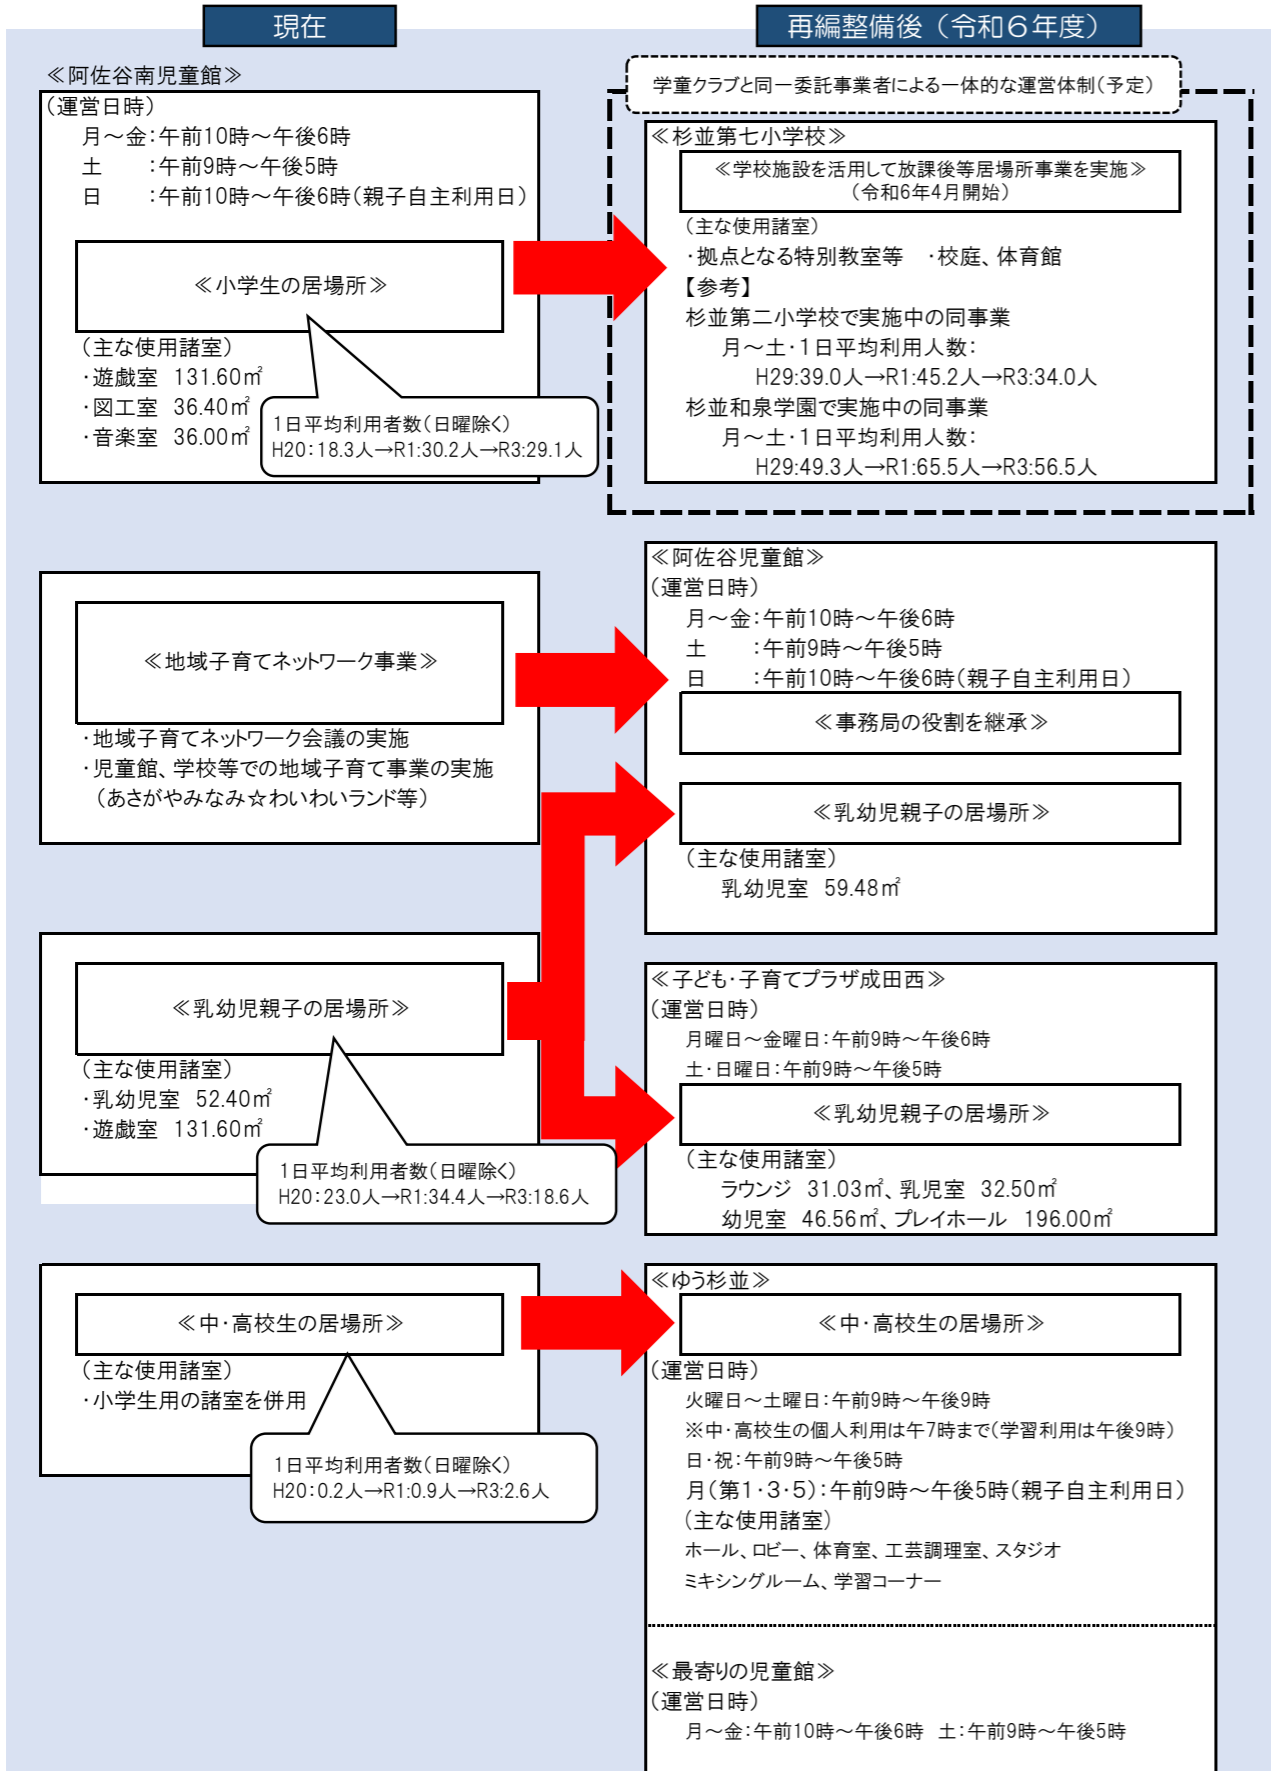 現在
≪阿佐谷南児童館≫
(運営日時)
月～金:午前10時～午後6時
土　:午前9時～午後5時
日　:午前10時～午後6時(親子自主利用日)
≪小学生の居場所≫
(主な使用諸室)
・遊戯室 131.60㎡
・図工室 36.40㎡
・音楽室 36.00㎡
1日平均利用者数(日曜除く)
H20:18.3人→R1:30.2人→R3:29.1人
≪地域子育てネットワーク事業≫
・地域子育てネットワーク会議の実施
・児童館、学校等での地域子育て事業の実施
(あさがやみなみ☆わいわいランド等)
≪乳幼児親子の居場所≫
(主な使用諸室)
・乳幼児室 52.40㎡
・遊戯室 131.60㎡
1日平均利用者数(日曜除く)
H20:23.0人→R1:34.4人→R3:18.6人
≪中・高校生の居場所≫
(主な使用諸室)
・小学生用の諸室を併用
1日平均利用者数(日曜除く)
H20:0.2人→R1:0.9人→R3:2.6人
再編整備後(令和6年度)
学童クラブと同一委託事業者による一体的な運営体制(予定)
≪杉並第七小学校≫
≪学校施設を活用して放課後等居場所事業を実施≫
(令和6年4月開始)
(主な使用諸室)
・拠点となる特別教室等　・校庭、体育館
【参考】
杉並第二小学校で実施中の同事業
月～土・1日平均利用人数:
H29:39.0人→R1:45.2人→R3:34.0人
杉並和泉学園で実施中の同事業
月～土・1日平均利用人数:
H29:49.3人→R1:65.5人→R3:56.5人
≪阿佐谷児童館≫
(運営日時)
月～金:午前10時～午後6時
土　:午前9時～午後5時
日　:午前10時～午後6時(親子自主利用日)
≪事務局の役割を継承≫
≪乳幼児親子の居場所≫
(主な使用諸室)
乳幼児室 59.48㎡
≪子ども・子育てプラザ成田西≫
(運営日時)
月曜日～金曜日:午前9時～午後6時
土・日曜日:午前9時～午後5時
≪乳幼児親子の居場所≫
(主な使用諸室)
ラウンジ 31.03㎡、乳児室 32.50㎡
幼児室 46.56㎡、プレイホール 196.00㎡
≪ゆう杉並≫
≪中・高校生の居場所≫
(運営日時)
火曜日～土曜日:午前9時～午後9時
※中・高校生の個人利用は午7時まで(学習利用は午後9時)
日・祝:午前9時～午後5時
月(第1・3・5):午前9時～午後5時(親子自主利用日)
(主な使用諸室)
ホール、ロビー、体育室、工芸調理室、スタジオ
ミキシングルーム、学習コーナー
≪最寄りの児童館≫
(運営日時)
月～金:午前10時～午後6時 土:午前9時～午後5時